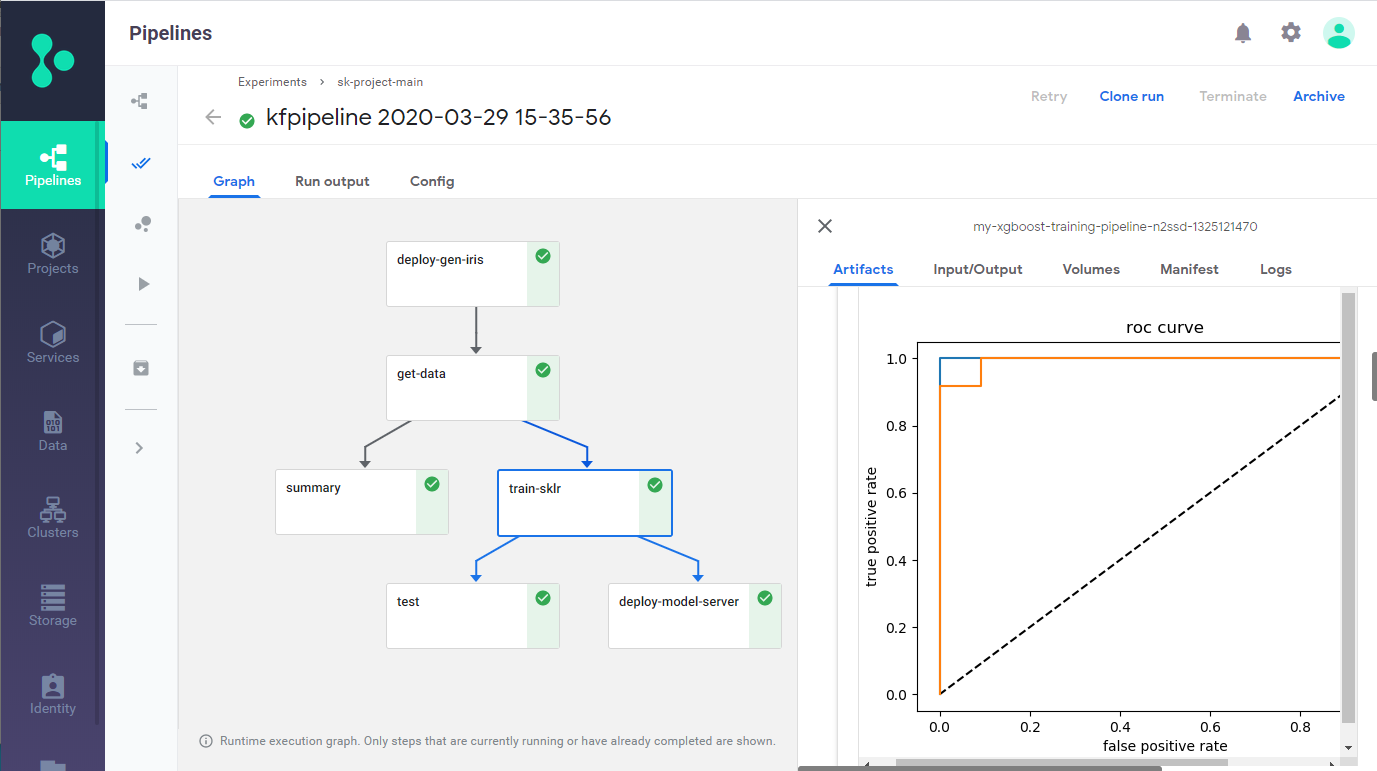 Pipelines
Pipelines
Projects
Services
Data
Clusters
Storage
Identity
Experiments > sk-project-main
kfpipeline 2020-03-29 15-35-56
Retry Clone run Terminate Archive
Graph Run output Config
deploy-gen-iris
get-data
summary
train-sklr
test
deploy-model-server
Runtime execution graph. Only steps that are currently running or have already completed are shown.
my-xgboost-training-pipeline-n2ssd-1325121470
Artifacts Input/Output Volumes Manifest Logs
roc curve
1.0
0.8
0.6
0.4
0.2
0.0
true positive rate
0.0 0.2 0.4 0.6 0.8
false positive rate